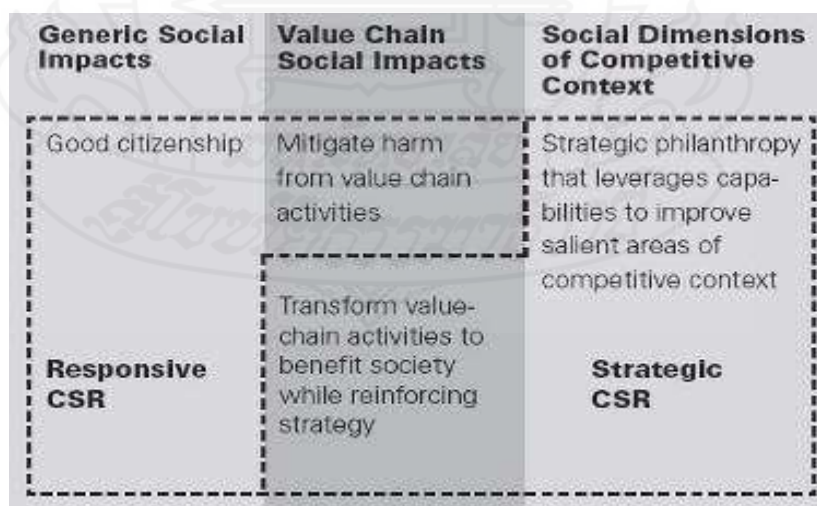 Generic Social
Impacts
Value Chain
Social Impacts
Social Dimensions
of Competitive
Context
Good citizenship
Mitigate harm
from value chain
activities
Strategic philanthropy
that leverages capa-
bilities to improve
salient areas of
competitive context
Transform value-
chain activities to
benefit society
while reinforcing
strategy
Responsive
CSR
Strategic
CSR